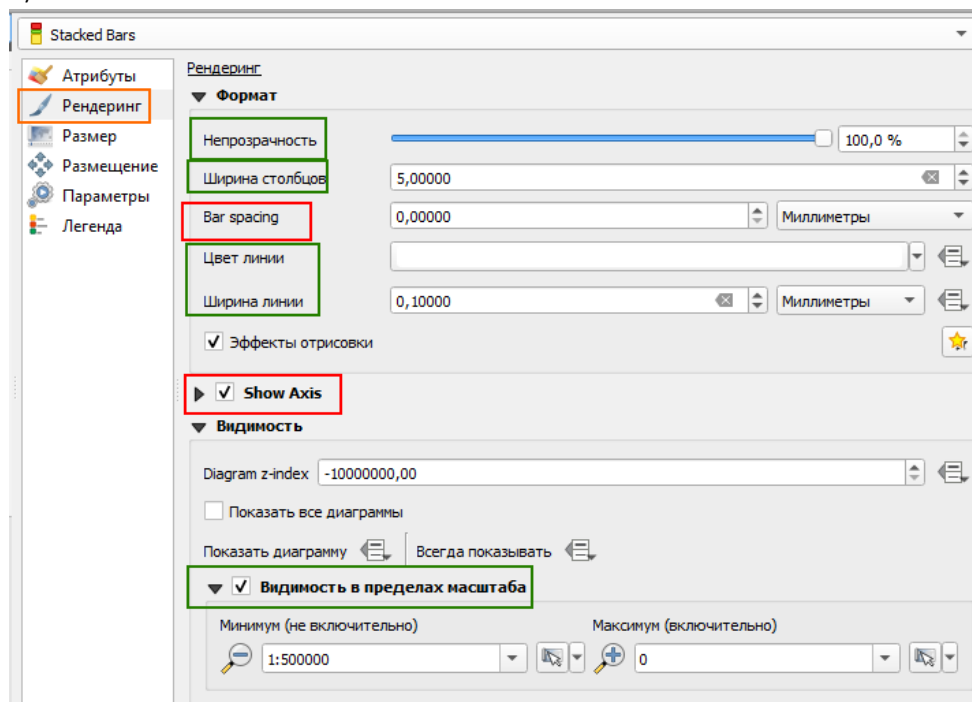 Stacked Bars
Атрибуты
Рендеринг
Размер
Размещение
Параметры
Легенда
Рендеринг
Формат
Непрозрачность 100,0 %
Ширина столбцов 5,00000
Bar spacing 0,00000 Миллиметры
Цвет линии
Ширина линии 0,10000 Миллиметры
Эффекты отрисовки
Show Axis
Видимость
Diagram z-index -10000000,00
Показать все диаграммы
Показать диаграмму Всегда показывать
Видимость в пределах масштаба
Минимум (не включительно) Максимум (включительно)
1:500000 0